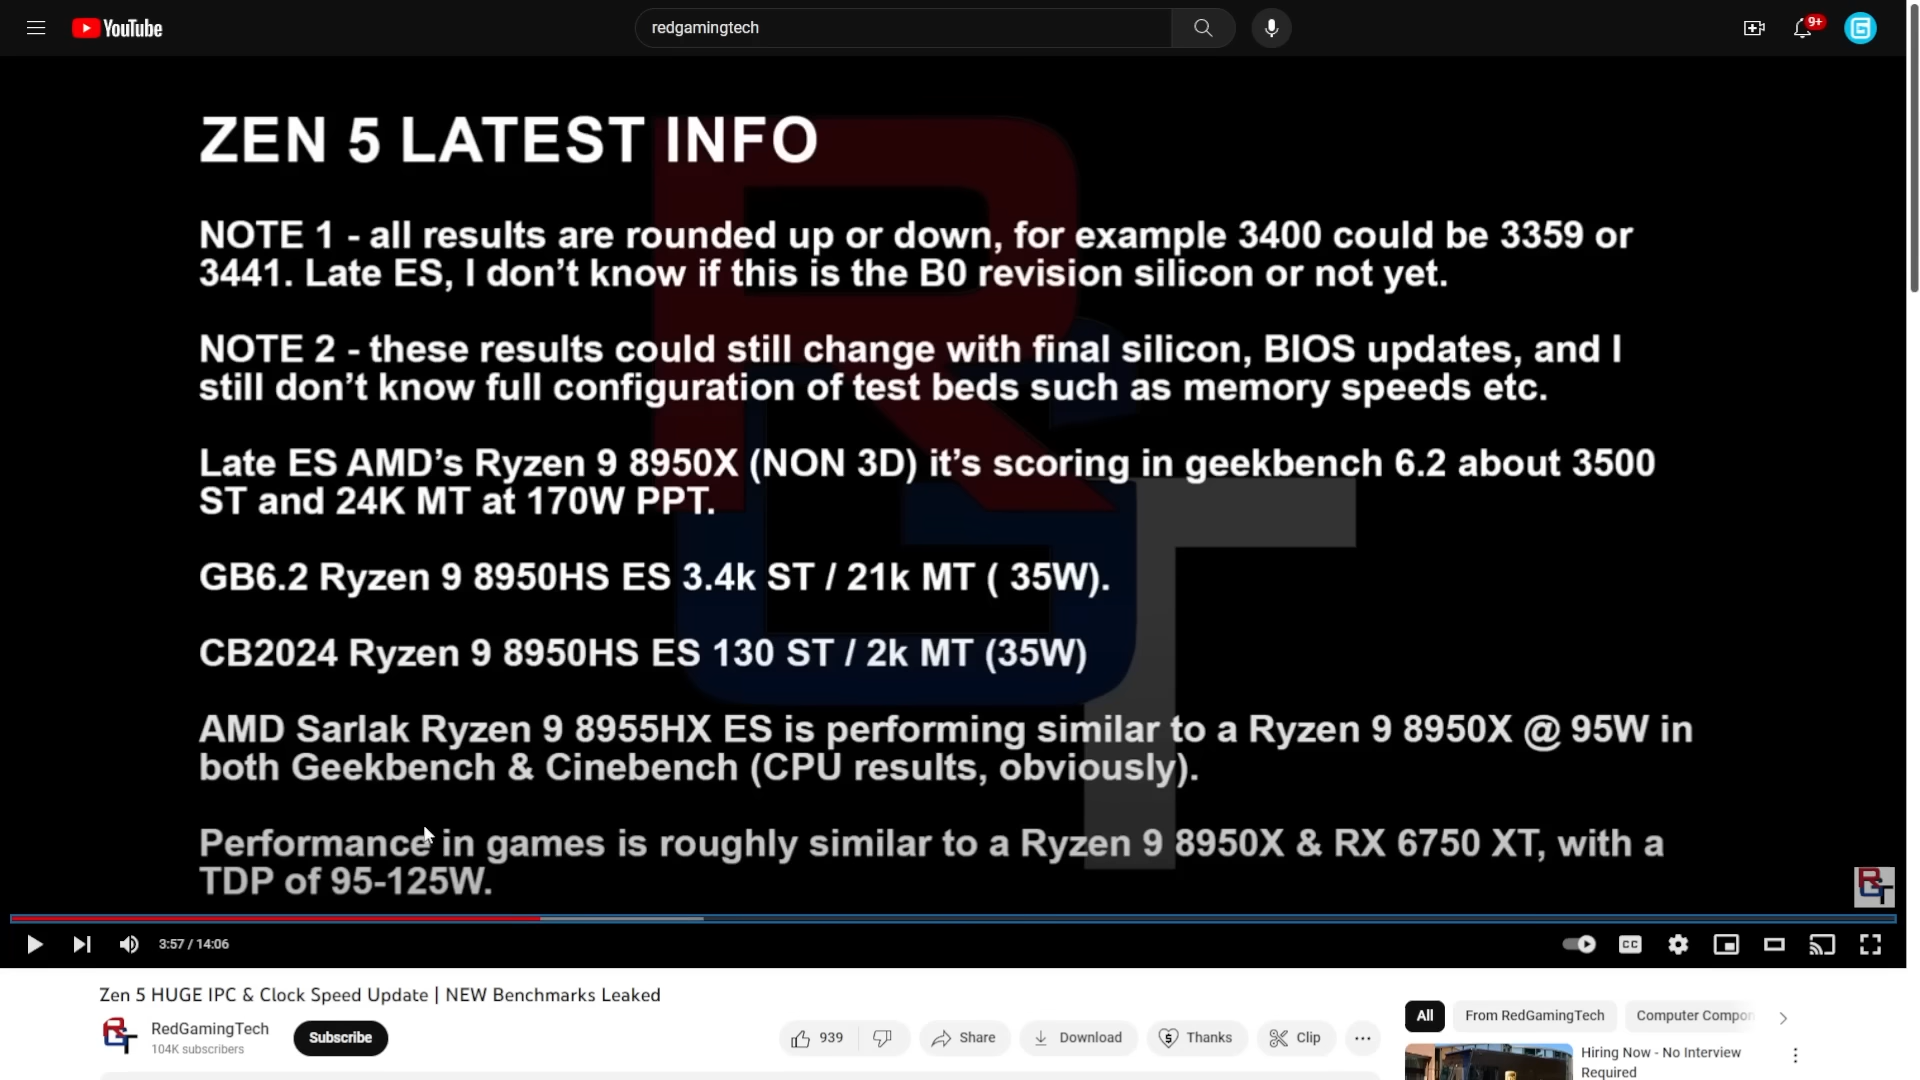 YouTube
redgamingtech
9+
ZEN 5 LATEST INFO
NOTE 1 - all results are rounded up or down, for example 3400 could be 3359 or
3441. Late ES, I don't know if this is the B0 revision silicon or not yet.
NOTE 2 - these results could still change with final silicon, BIOS updates, and I
still don't know full configuration of test beds such as memory speeds etc.
Late ES AMD's Ryzen 9 8950X (NON 3D) it's scoring in geekbench 6.2 about 3500
ST and 24K MT at 170W PPT.
GB6.2 Ryzen 9 8950HS ES 3.4k ST / 21k MT ( 35W).
CB2024 Ryzen 9 8950HS ES 130 ST / 2k MT (35W)
AMD Sarlak Ryzen 9 8955HX ES is performing similar to a Ryzen 9 8950X @ 95W in
both Geekbench & Cinebench (CPU results, obviously).
Performance in games is roughly similar to a Ryzen 9 8950X & RX 6750 XT, with a
TDP of 95-125W.
RGT
3:57 / 14:06
CC
Zen 5 HUGE IPC & Clock Speed Update | NEW Benchmarks Leaked
RedGamingTech
104K subscribers
Subscribe
939
Share
Download
Thanks
Clip
All
From RedGamingTech
Computer Compon
Hiring Now - No Interview
Required